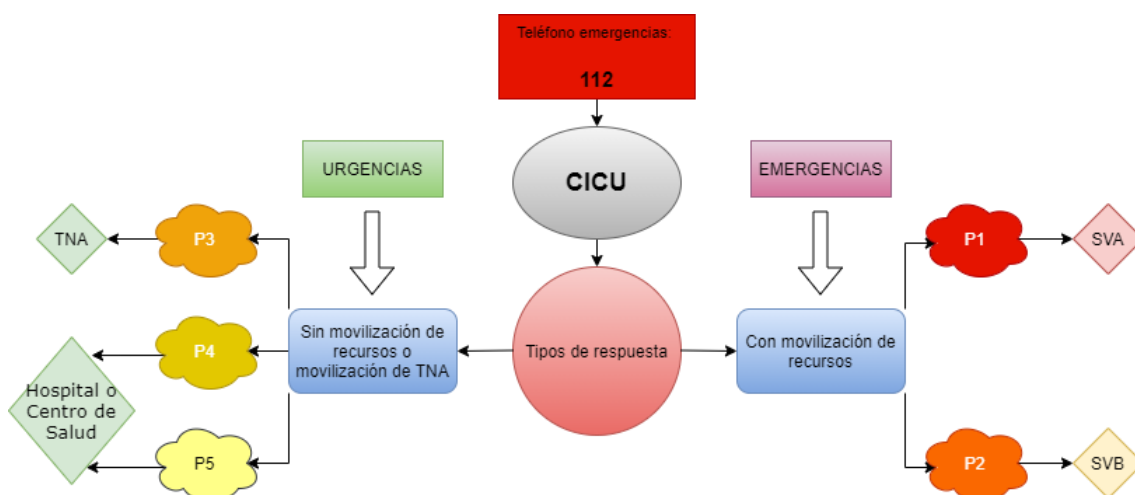 Teléfono emergencias:
112
CICU
URGENCIAS
EMERGENCIAS
TNA
P3
P1
SVA
Sin movilización de
recursos o
movilización de TNA
P4
Tipos de respuesta
Con movilización de
recursos
Hospital o
Centro de
Salud
P5
P2
SVB